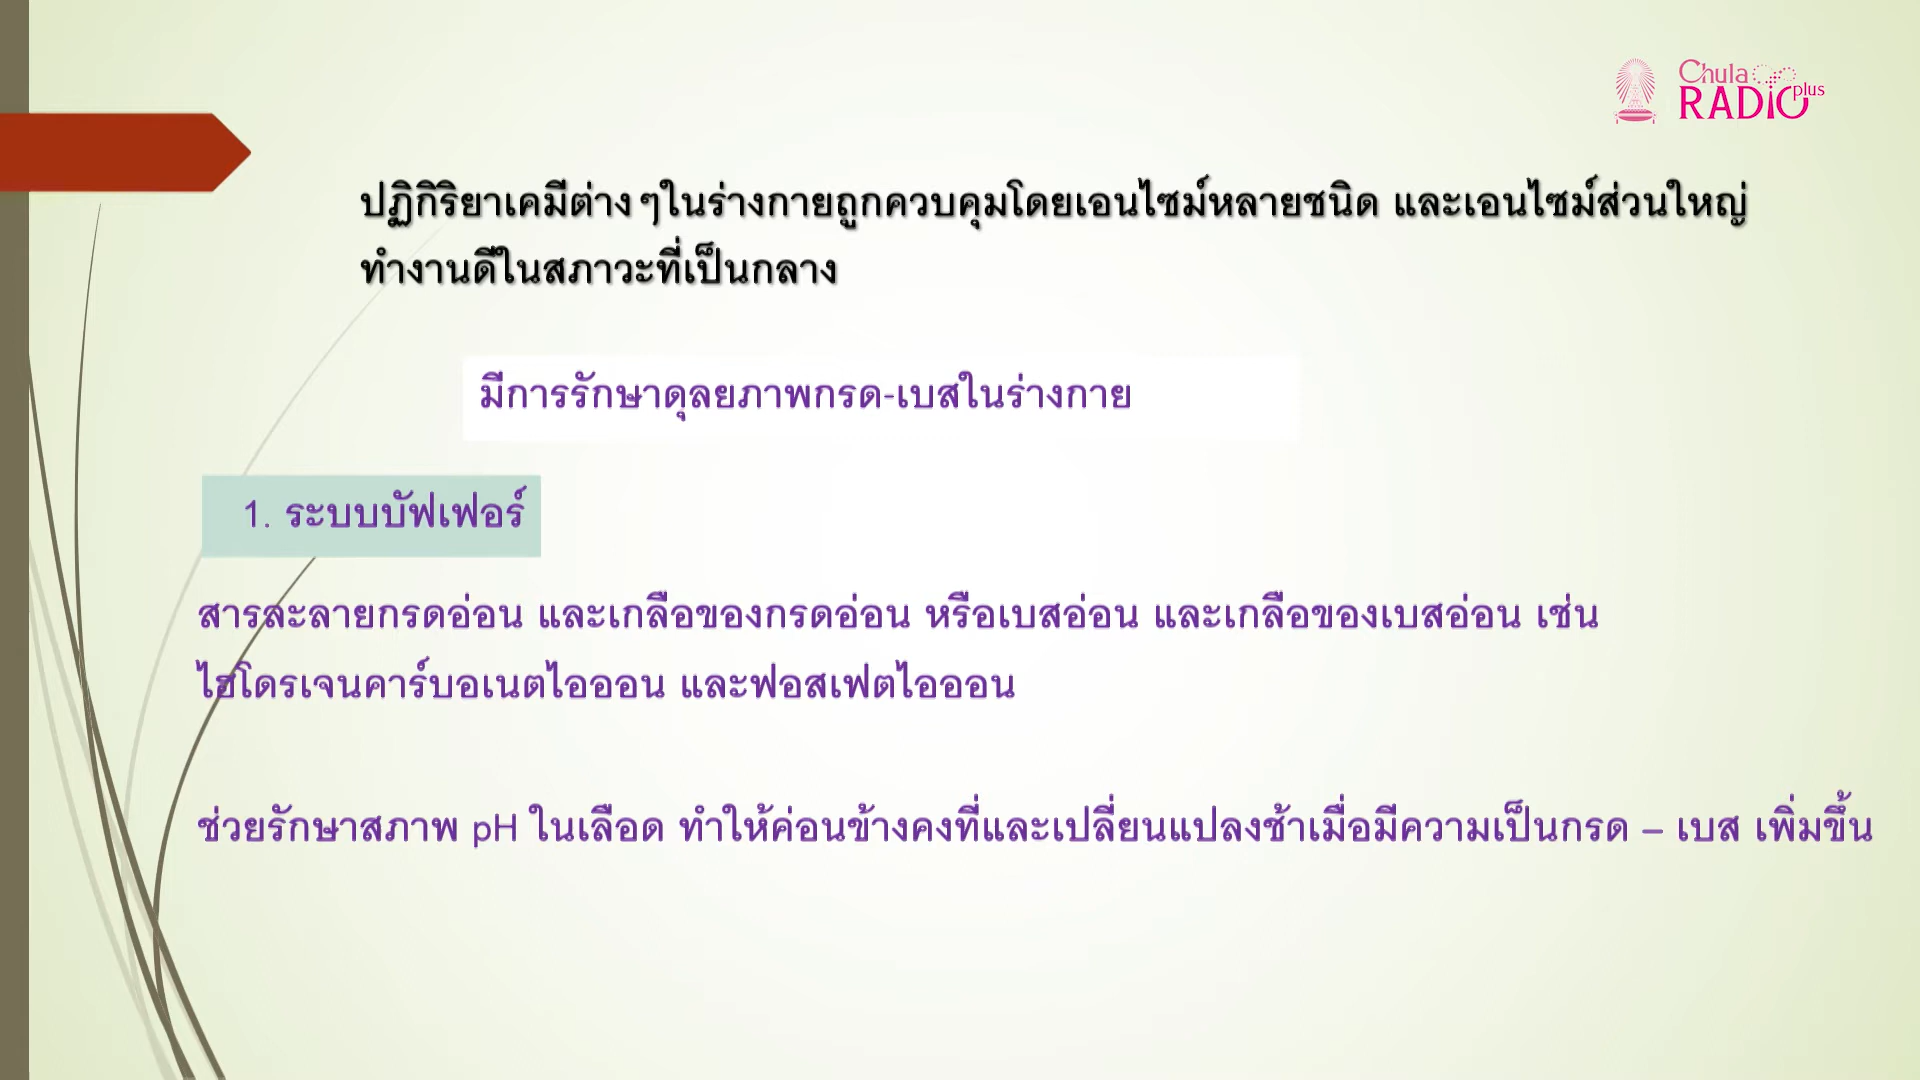 Chula
RADIO plus
ปฏิกิริยาเคมีต่างๆในร่างกายถูกควบคุมโดยเอนไซม์หลายชนิด และเอนไซม์ส่วนใหญ่
ทำงานดีในสภาวะที่เป็นกลาง
มีการรักษาดุลยภาพกรด-เบสในร่างกาย
1. ระบบบัฟเฟอร์
สารละลายกรดอ่อน และเกลือของกรดอ่อน หรือเบสอ่อน และเกลือของเบสอ่อน เช่น
ไฮโดรเจนคาร์บอเนตไอออน และฟอสเฟตไอออน
ช่วยรักษาสภาพ pH ในเลือด ทำให้ค่อนข้างคงที่และเปลี่ยนแปลงช้าเมื่อมีความเป็นกรด – เบส เพิ่มขึ้น